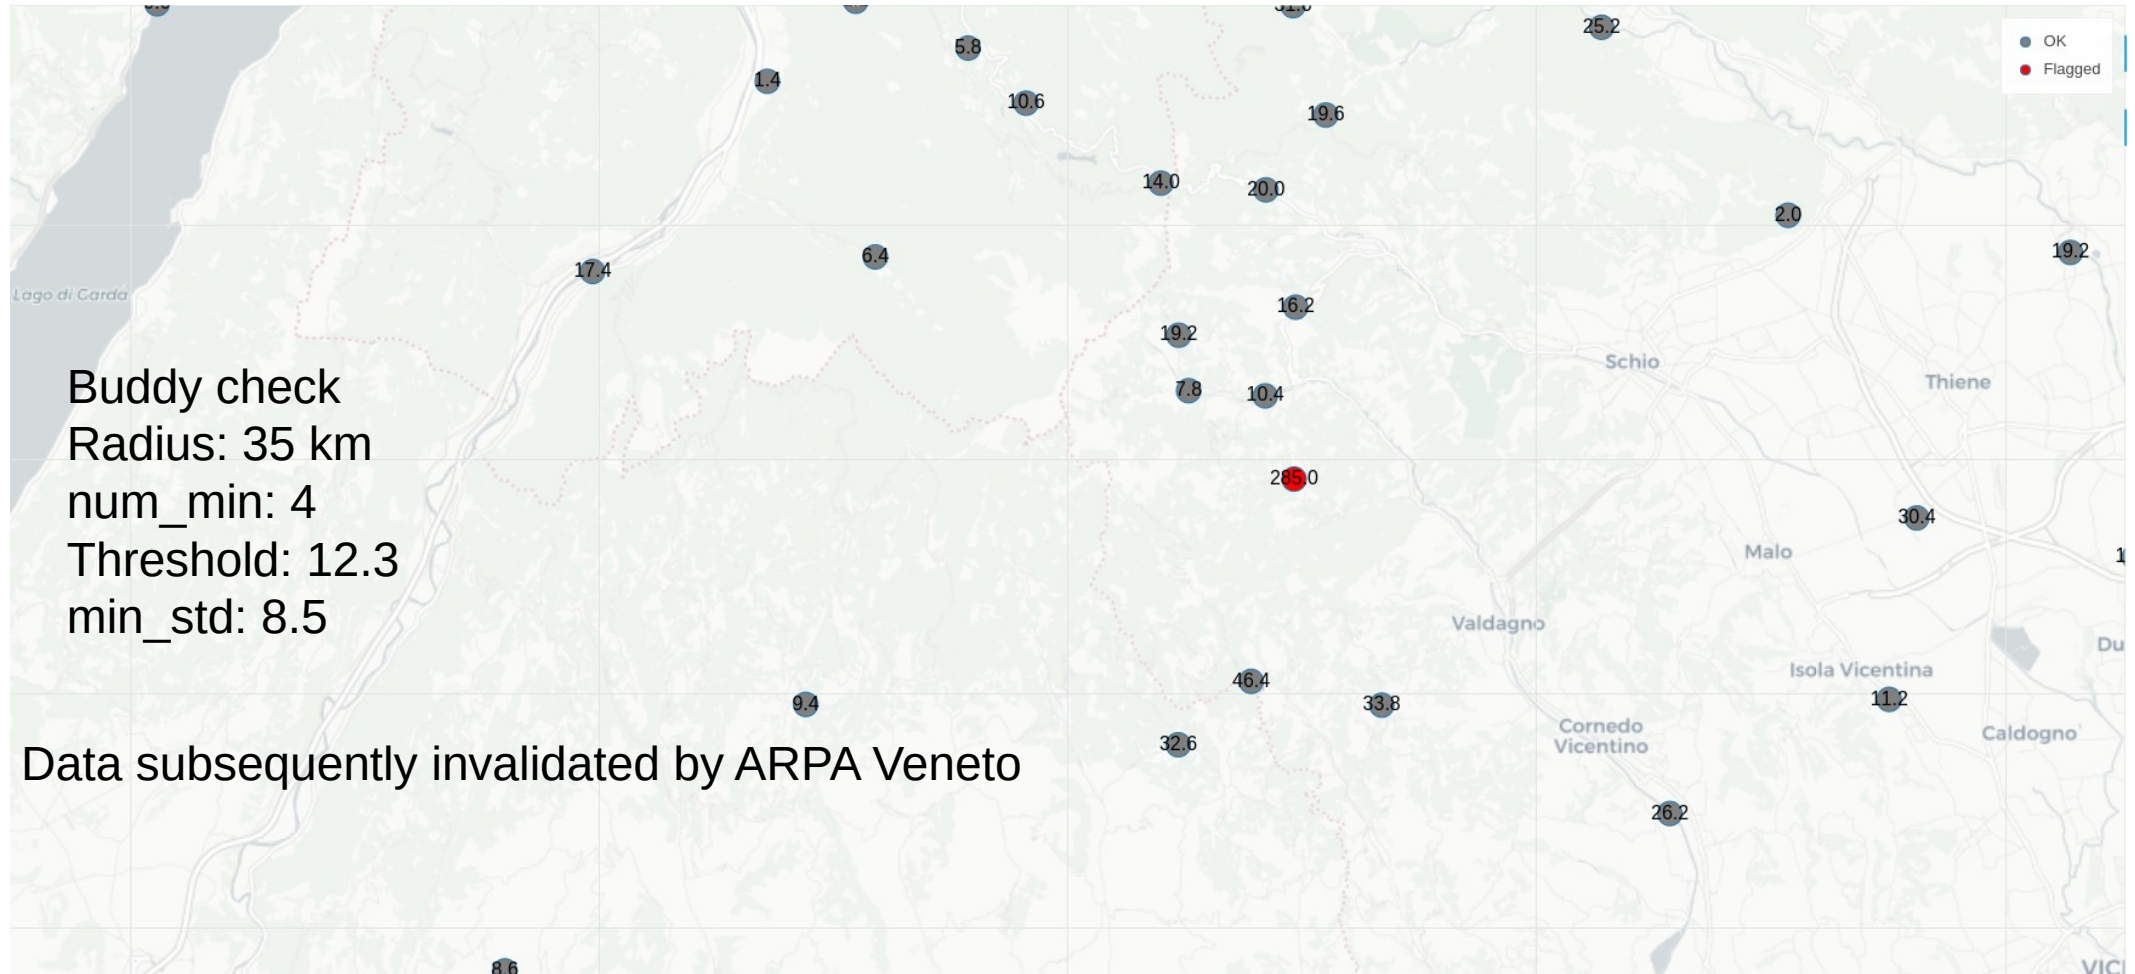 5.8
25.2
OK
Flagged
1.4
10.6
19.6
14.0
20.0
2.0
19.2
6.4
17.4
Lago di Garda
16.2
19.2
Schio
Thiene
Buddy check
7.8
10.4
Radius: 35 km
285.0
num_min: 4
30.4
Malo
Threshold: 12.3
min_std: 8.5
Valdagno
Isola Vicentina
46.4
9.4
33.8
11.2
Cornedo
Vicentino
Caldogno
32.6
Data subsequently invalidated by ARPA Veneto
26.2
8.6